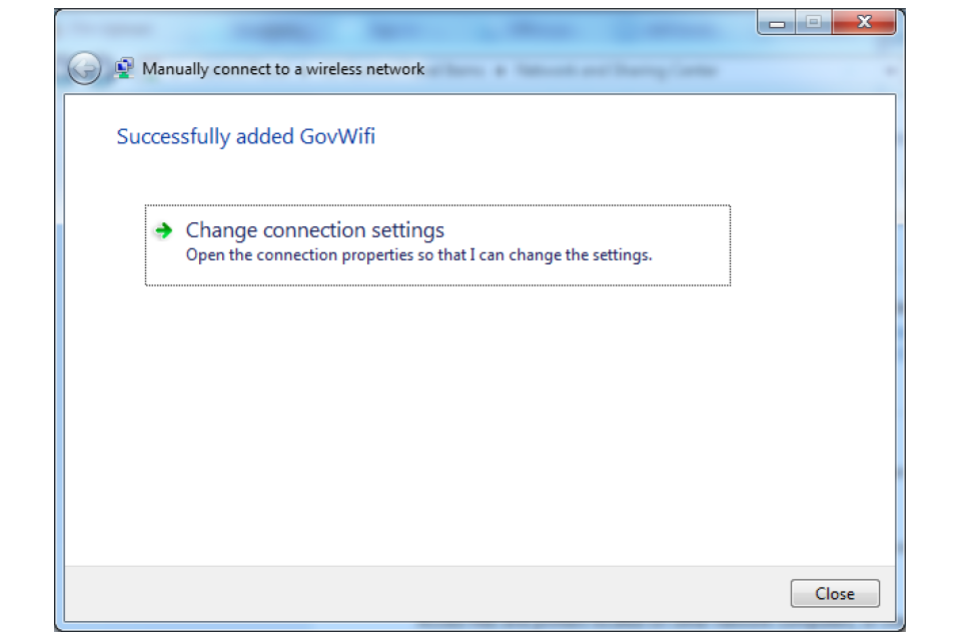 Manually connect to a wireless network
Successfully added GovWifi
Change connection settings
Open the connection properties so that I can change the settings.
Close